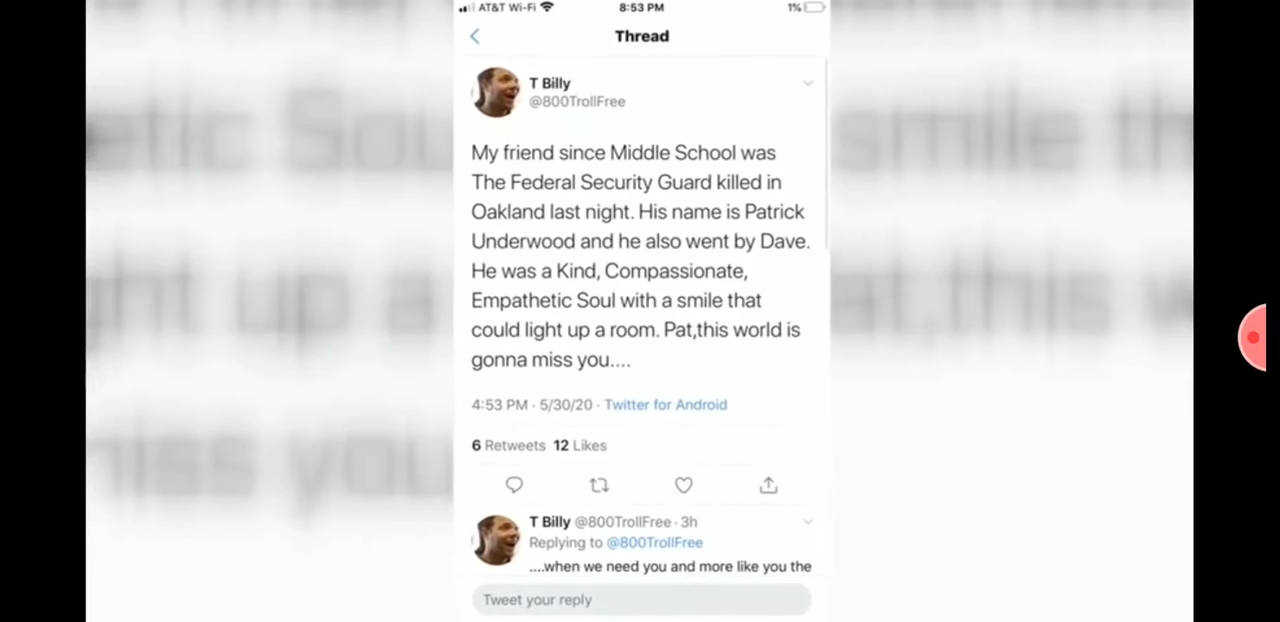 AT&T Wi-Fi 8:53 PM 1%
Thread
T Billy
@800TrollFree
My friend since Middle School was
The Federal Security Guard killed in
Oakland last night. His name is Patrick
Underwood and he also went by Dave.
He was a Kind, Compassionate,
Empathetic Soul with a smile that
could light up a room. Pat,this world is
gonna miss you....
4:53 PM · 5/30/20 · Twitter for Android
6 Retweets 12 Likes
T Billy @800TrollFree · 3h
Replying to @800TrollFree
....when we need you and more like you the
Tweet your reply